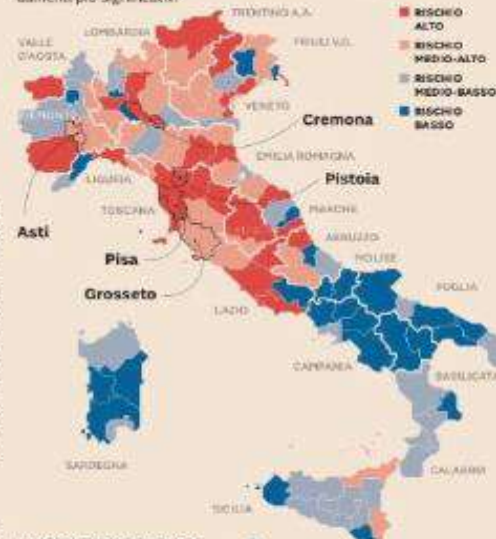 TRENTINO A.A.
LOMBARDIA
VALLE
D'AOSTA
FRIULI V.G.
RISCHIO
ALTO
RISCHIO
MEDIO-ALTO
RISCHIO
MEDIO-BASSO
RISCHIO
BASSO
PIEMONTE
VENETO
Cremona
EMILIA ROMAGNA
LIGURIA
Pistoia
TOSCANA
MARCHE
Asti
ABRUZZO
Pisa
MOLISE
Grosseto
LAZIO
PUGLIA
CAMPANIA
BASILICATA
SARDEGNA
CALABRIA
SICILIA